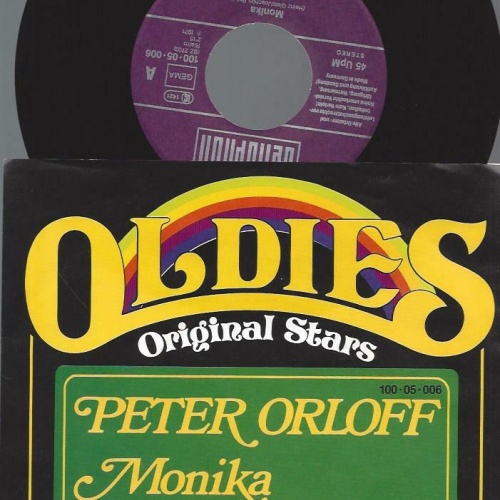 Monika
100-05-006
A
GEMA
45 UpM
STEREO
Made in Germany
Bellaphon
OLDIES
Original Stars
100·05·006
PETER ORLOFF
Monika